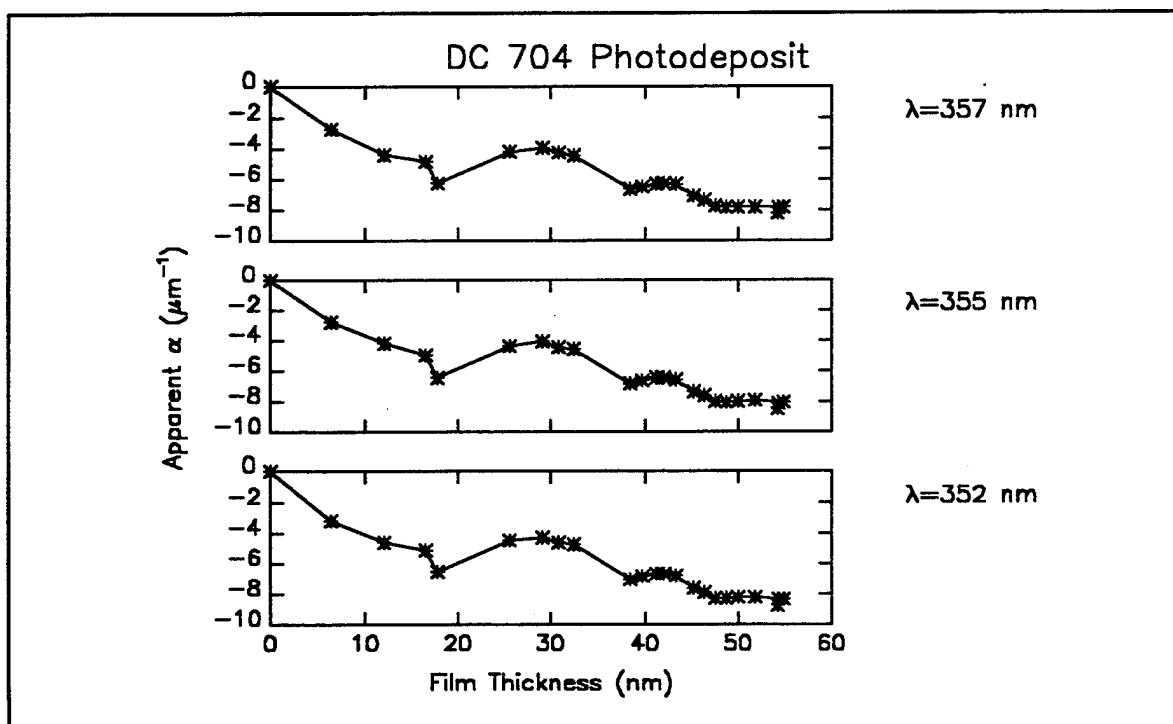 DC 704 Photodeposit
0
−2
−4
−6
−8
−10
λ=357 nm
0
−2
−4
−6
−8
−10
λ=355 nm
0
−2
−4
−6
−8
−10
λ=352 nm
0 10 20 30 40 50 60
Apparent α (μm⁻¹)
Film Thickness (nm)